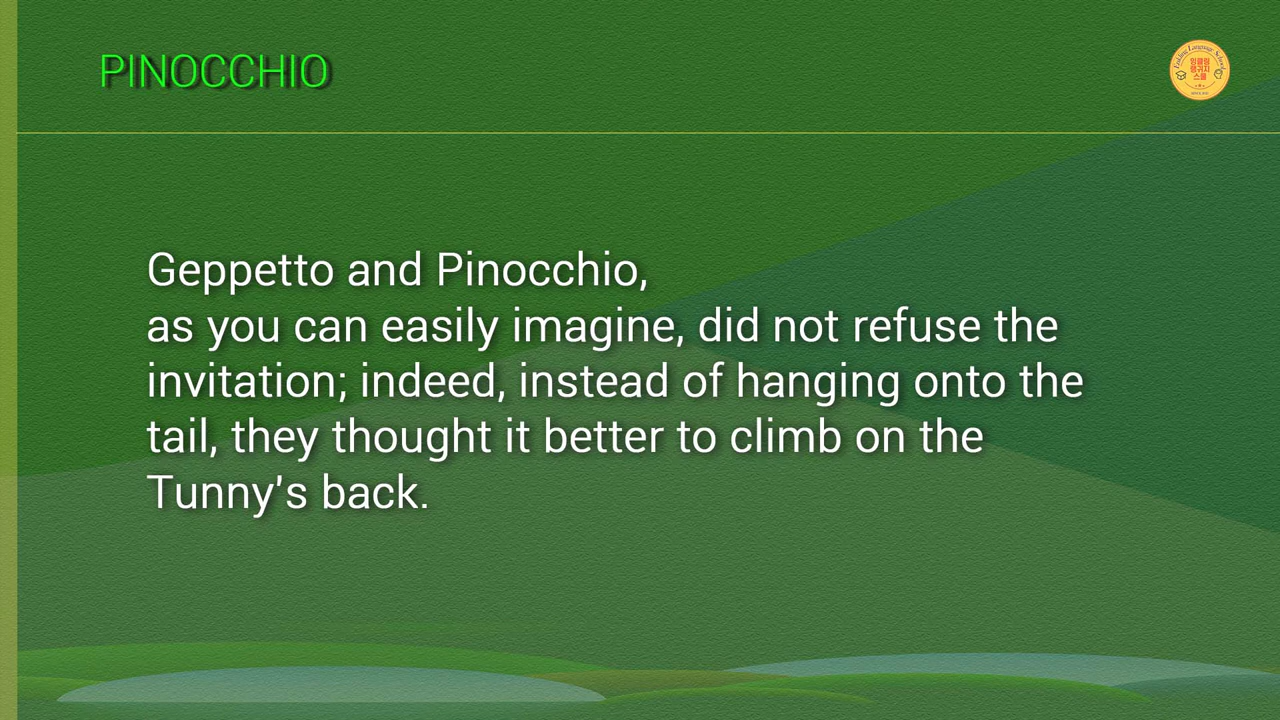 PINOCCHIO
Geppetto and Pinocchio,
as you can easily imagine, did not refuse the
invitation; indeed, instead of hanging onto the
tail, they thought it better to climb on the
Tunny's back.